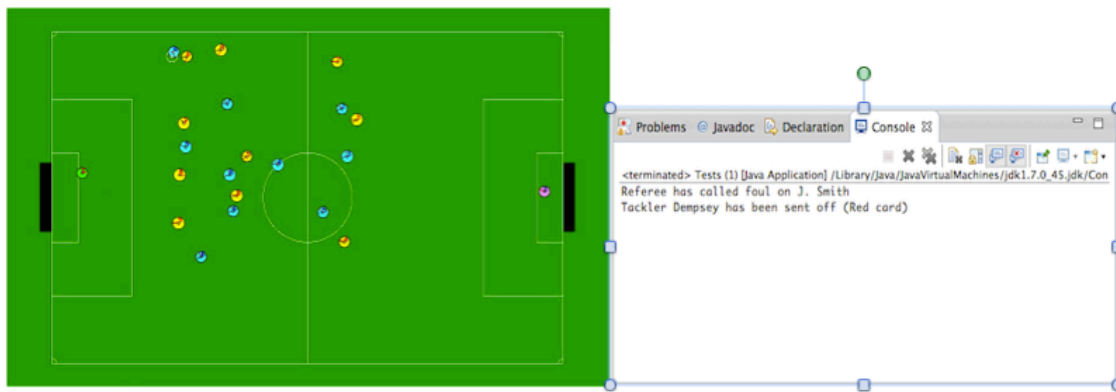 Problems @ Javadoc Declaration Console
<terminated> Tests (1) [Java Application] /Library/Java/JavaVirtualMachines/jdk1.7.0_45.jdk/Con
Referee has called foul on J. Smith
Tackler Dempsey has been sent off (Red card)